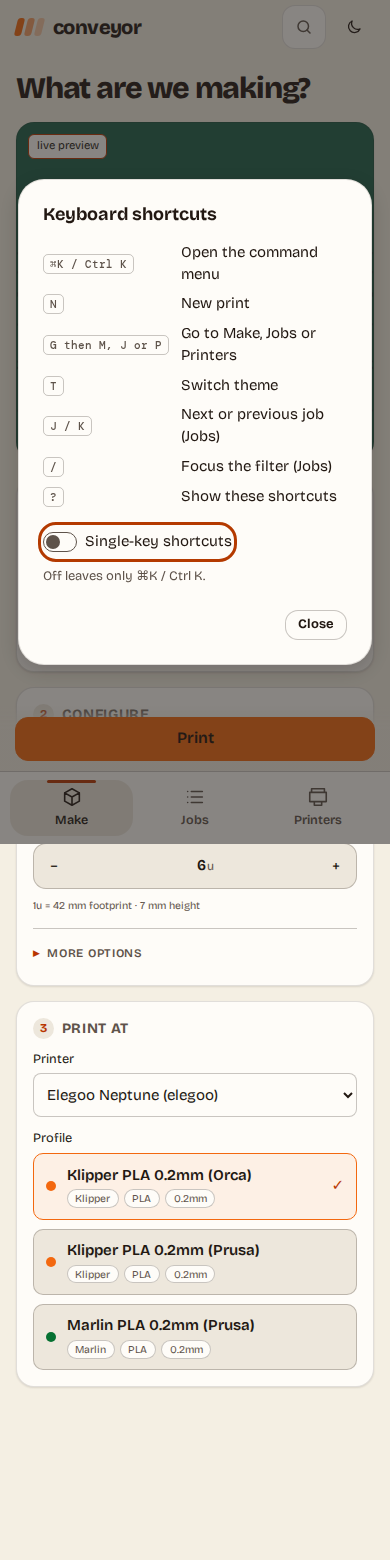 conveyor
What are we making?
live preview
Keyboard shortcuts
⌘K / Ctrl K
Open the command
menu
N
New print
G then M, J or P
Go to Make, Jobs or
Printers
T
Switch theme
J / K
Next or previous job
(Jobs)
/
Focus the filter (Jobs)
?
Show these shortcuts
Single-key shortcuts
Off leaves only ⌘K / Ctrl K.
Close
2 CONFIGURE
Print
Make
Jobs
Printers
− 6u +
1u = 42 mm footprint · 7 mm height
▶ MORE OPTIONS
3 PRINT AT
Printer
Elegoo Neptune (elegoo)
Profile
Klipper PLA 0.2mm (Orca) ✓
Klipper PLA 0.2mm
Klipper PLA 0.2mm (Prusa)
Klipper PLA 0.2mm
Marlin PLA 0.2mm (Prusa)
Marlin PLA 0.2mm